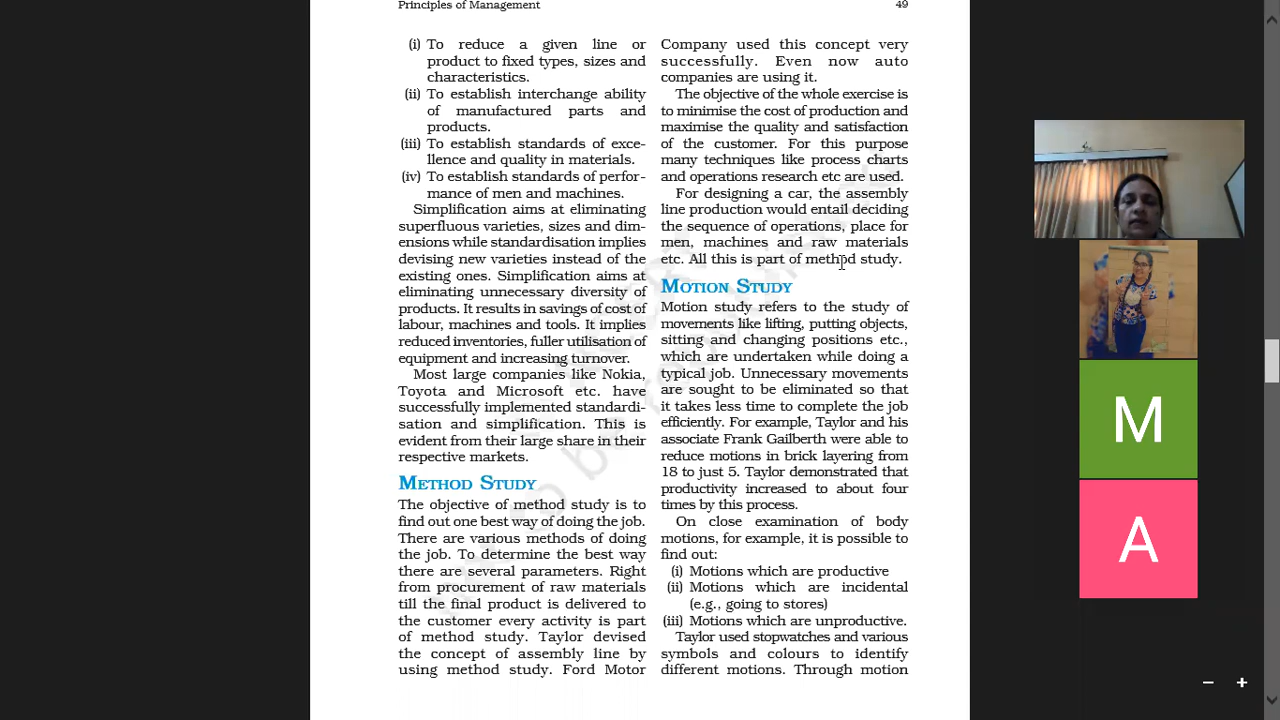 Principles of Management
49
(i) To reduce a given line or
product to fixed types, sizes and
characteristics.
(ii) To establish interchange ability
of manufactured parts and
products.
(iii) To establish standards of exce-
llence and quality in materials.
(iv) To establish standards of perfor-
mance of men and machines.
Simplification aims at eliminating
superfluous varieties, sizes and dim-
ensions while standardisation implies
devising new varieties instead of the
existing ones. Simplification aims at
eliminating unnecessary diversity of
products. It results in savings of cost of
labour, machines and tools. It implies
reduced inventories, fuller utilisation of
equipment and increasing turnover.
Most large companies like Nokia,
Toyota and Microsoft etc. have
successfully implemented standardi-
sation and simplification. This is
evident from their large share in their
respective markets.
METHOD STUDY
The objective of method study is to
find out one best way of doing the job.
There are various methods of doing
the job. To determine the best way
there are several parameters. Right
from procurement of raw materials
till the final product is delivered to
the customer every activity is part
of method study. Taylor devised
the concept of assembly line by
using method study. Ford Motor
Company used this concept very
successfully. Even now auto
companies are using it.
The objective of the whole exercise is
to minimise the cost of production and
maximise the quality and satisfaction
of the customer. For this purpose
many techniques like process charts
and operations research etc are used.
For designing a car, the assembly
line production would entail deciding
the sequence of operations, place for
men, machines and raw materials
etc. All this is part of method study.
MOTION STUDY
Motion study refers to the study of
movements like lifting, putting objects,
sitting and changing positions etc.,
which are undertaken while doing a
typical job. Unnecessary movements
are sought to be eliminated so that
it takes less time to complete the job
efficiently. For example, Taylor and his
associate Frank Gailberth were able to
reduce motions in brick layering from
18 to just 5. Taylor demonstrated that
productivity increased to about four
times by this process.
On close examination of body
motions, for example, it is possible to
find out:
(i) Motions which are productive
(ii) Motions which are incidental
(e.g., going to stores)
(iii) Motions which are unproductive.
Taylor used stopwatches and various
symbols and colours to identify
different motions. Through motion
M
A